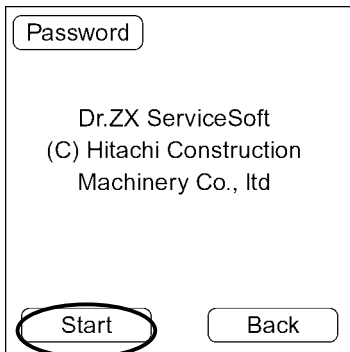 Password
Dr.ZX ServiceSoft
(C) Hitachi Construction
Machinery Co., ltd
Start
Back